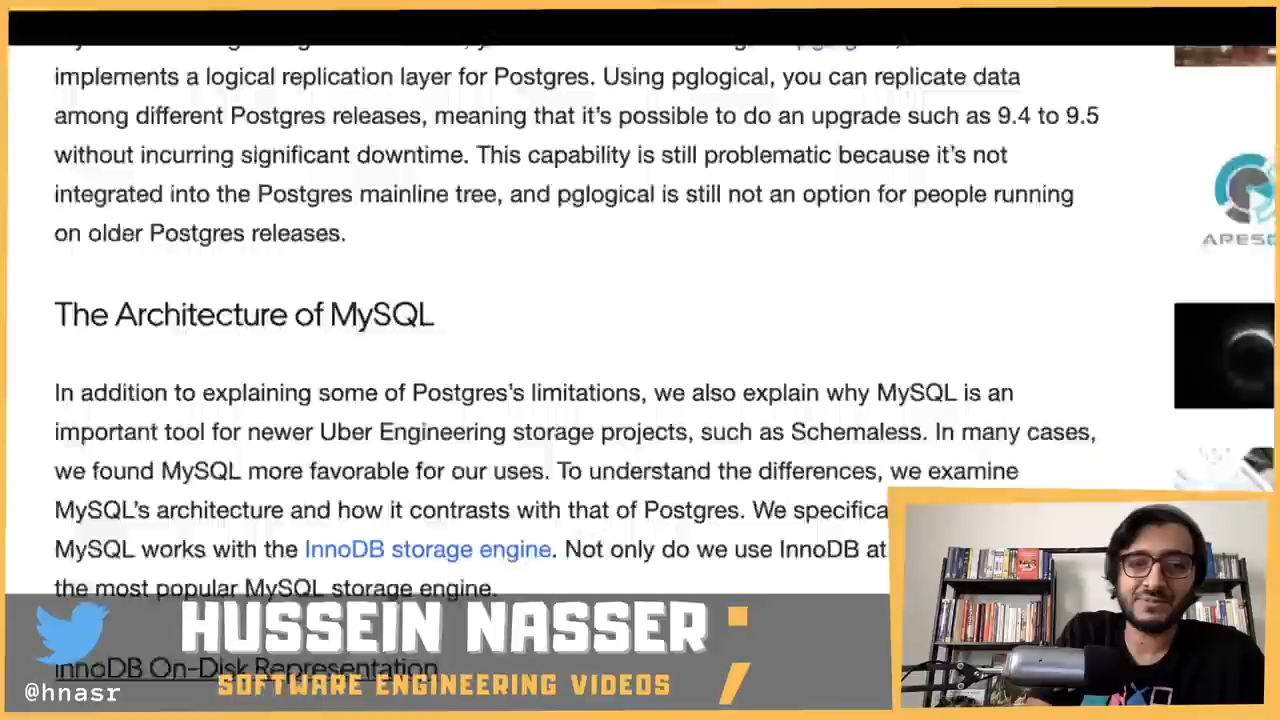 implements a logical replication layer for Postgres. Using pglogical, you can replicate data
among different Postgres releases, meaning that it's possible to do an upgrade such as 9.4 to 9.5
without incurring significant downtime. This capability is still problematic because it's not
integrated into the Postgres mainline tree, and pglogical is still not an option for people running
on older Postgres releases.
The Architecture of MySQL
In addition to explaining some of Postgres's limitations, we also explain why MySQL is an
important tool for newer Uber Engineering storage projects, such as Schemaless. In many cases,
we found MySQL more favorable for our uses. To understand the differences, we examine
MySQL's architecture and how it contrasts with that of Postgres. We specifica
MySQL works with the InnoDB storage engine. Not only do we use InnoDB at
the most popular MySQL storage engine.
HUSSEIN NASSER ;
InnoDB On-Disk Representation
@hnasr
SOFTWARE ENGINEERING VIDEOS